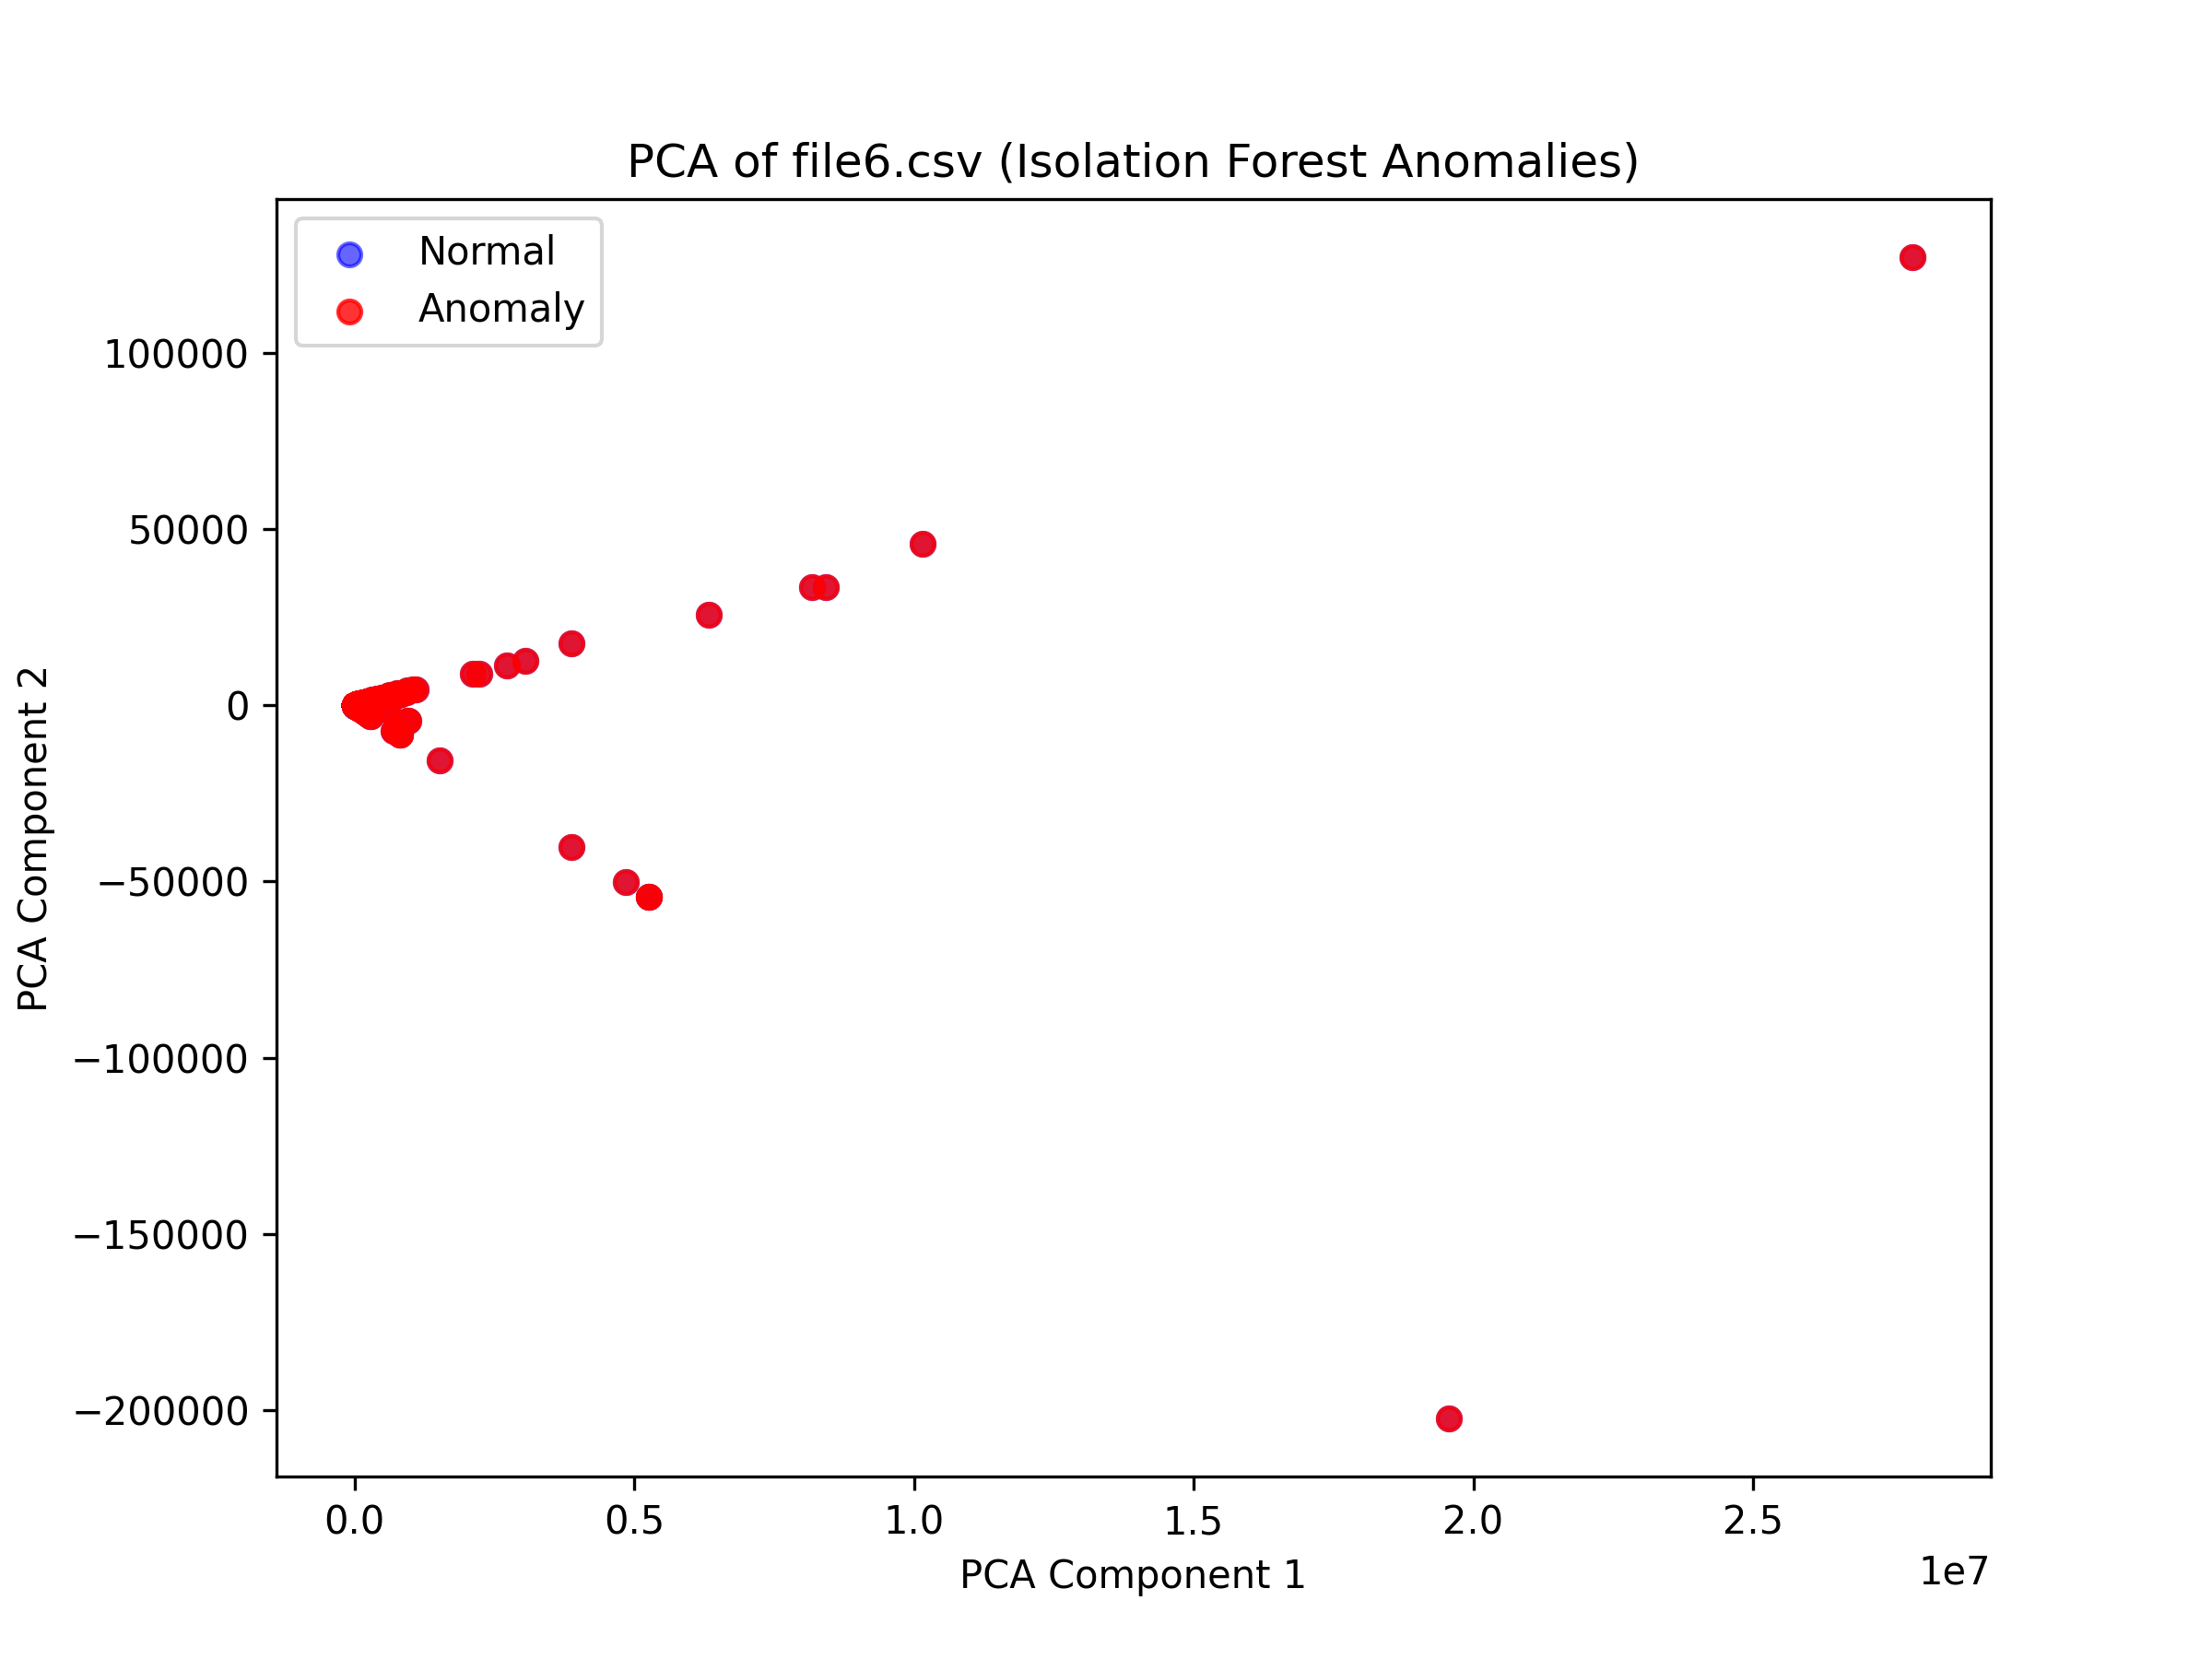 PCA of file6.csv (Isolation Forest Anomalies)
Normal
Anomaly
100000
50000
0
−50000
−100000
−150000
−200000
PCA Component 2
0.0 0.5 1.0 1.5 2.0 2.5
1e7
PCA Component 1